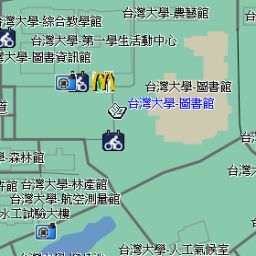 台灣大學-農藝館
台灣大學-綜合教學館
台灣大學-第一學生活動中心
台灣大學-圖書資訊館
台灣大學-圖書館
台灣大學-圖書館
道
學-森林館
台灣大學-林產館
卉館
台灣大學-航空測量館
水工試驗大樓
台灣大學-人工氣候室